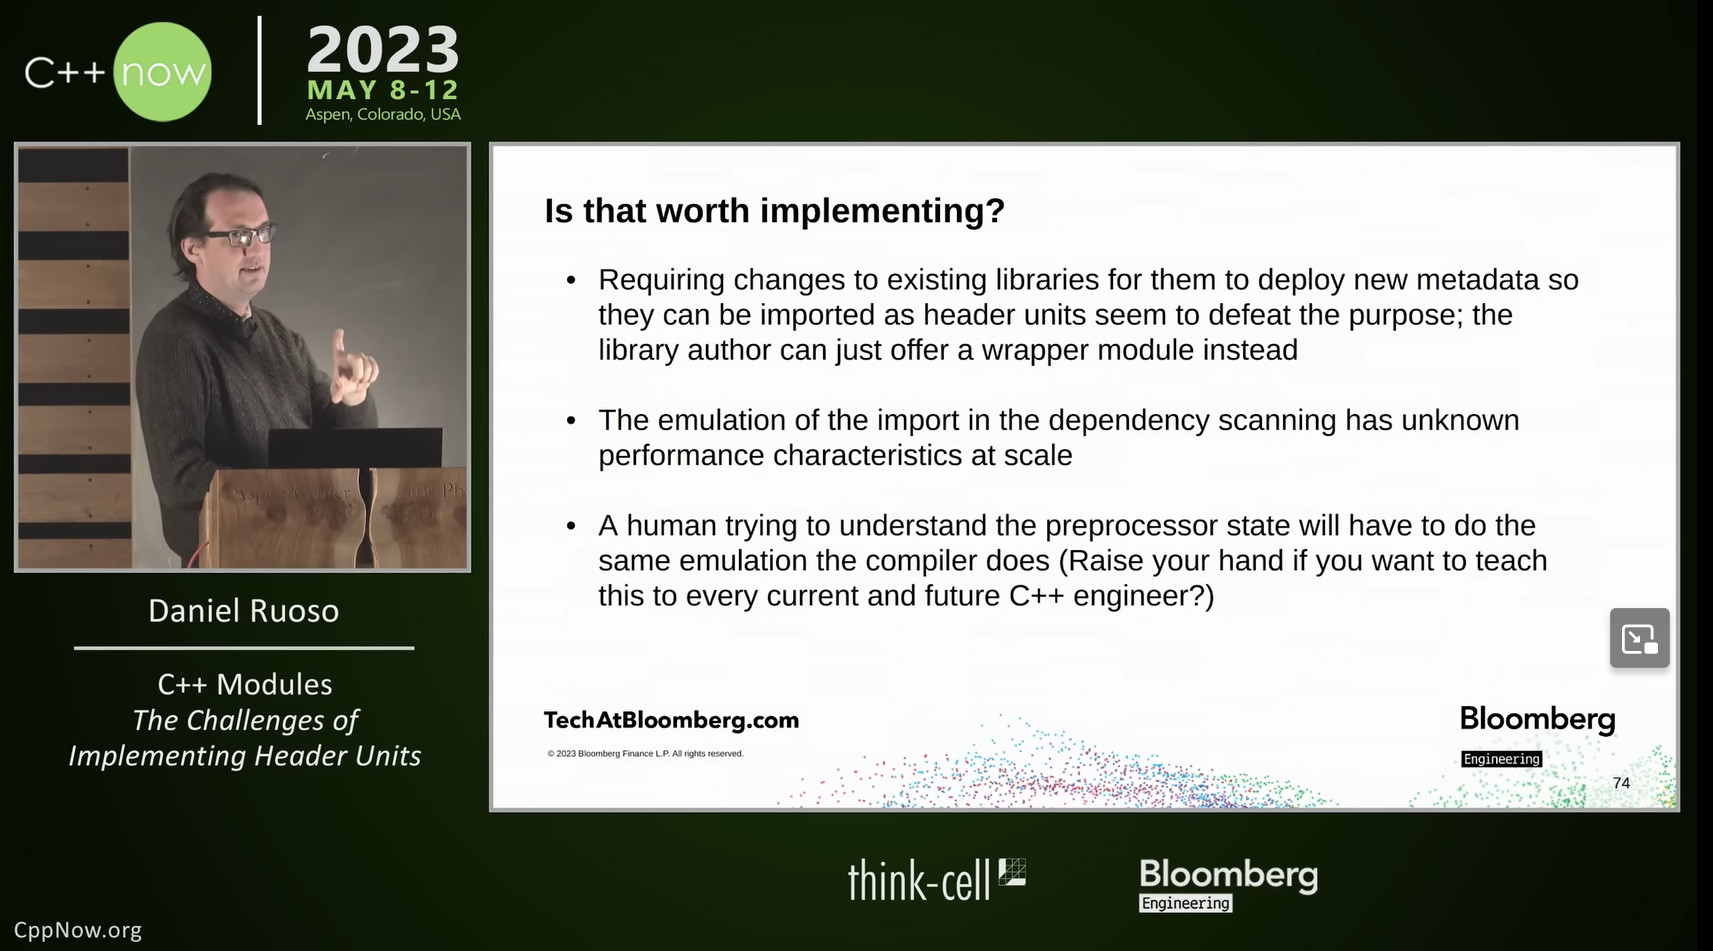 C++ now
2023
MAY 8-12
Aspen, Colorado, USA
Daniel Ruoso
C++ Modules
The Challenges of
Implementing Header Units
Is that worth implementing?
• Requiring changes to existing libraries for them to deploy new metadata so
they can be imported as header units seem to defeat the purpose; the
library author can just offer a wrapper module instead
• The emulation of the import in the dependency scanning has unknown
performance characteristics at scale
• A human trying to understand the preprocessor state will have to do the
same emulation the compiler does (Raise your hand if you want to teach
this to every current and future C++ engineer?)
TechAtBloomberg.com
© 2023 Bloomberg Finance L.P. All rights reserved.
Bloomberg
Engineering
74
think-cell
Bloomberg
Engineering
CppNow.org